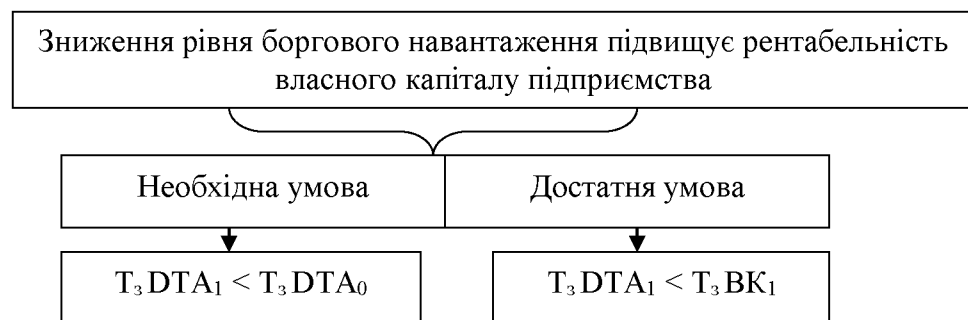 Зниження рівня боргового навантаження підвищує рентабельність
власного капіталу підприємства
Необхідна умова
Достатня умова
Т₃ DTA₁ < Т₃ DTA₀
Т₃ DTA₁ < Т₃ ВК₁